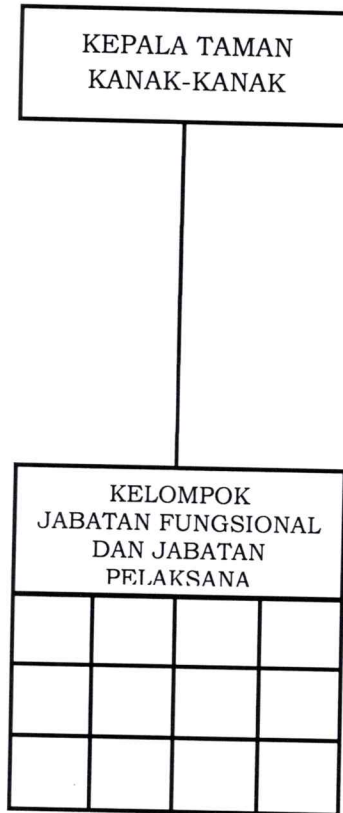 KEPALA TAMAN
KANAK-KANAK
KELOMPOK
JABATAN FUNGSIONAL
DAN JABATAN
PELAKSANA